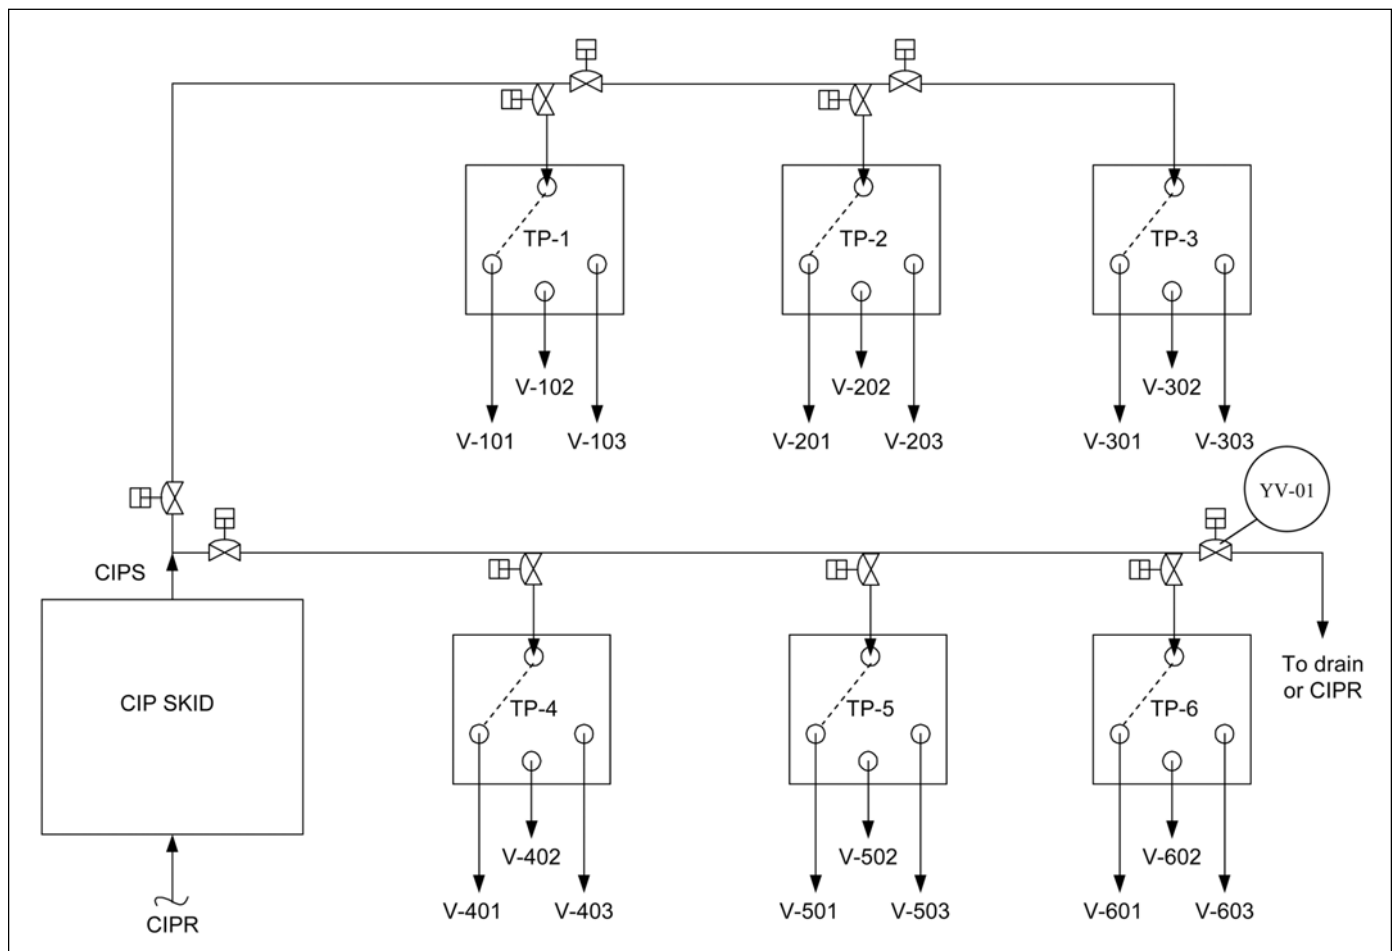 TP-1
TP-2
TP-3
V-102
V-202
V-302
V-101
V-103
V-201
V-203
V-301
V-303
YV-01
CIPS
CIP SKID
TP-4
TP-5
TP-6
To drain
or CIPR
V-402
V-502
V-602
V-401
V-403
V-501
V-503
V-601
V-603
CIPR